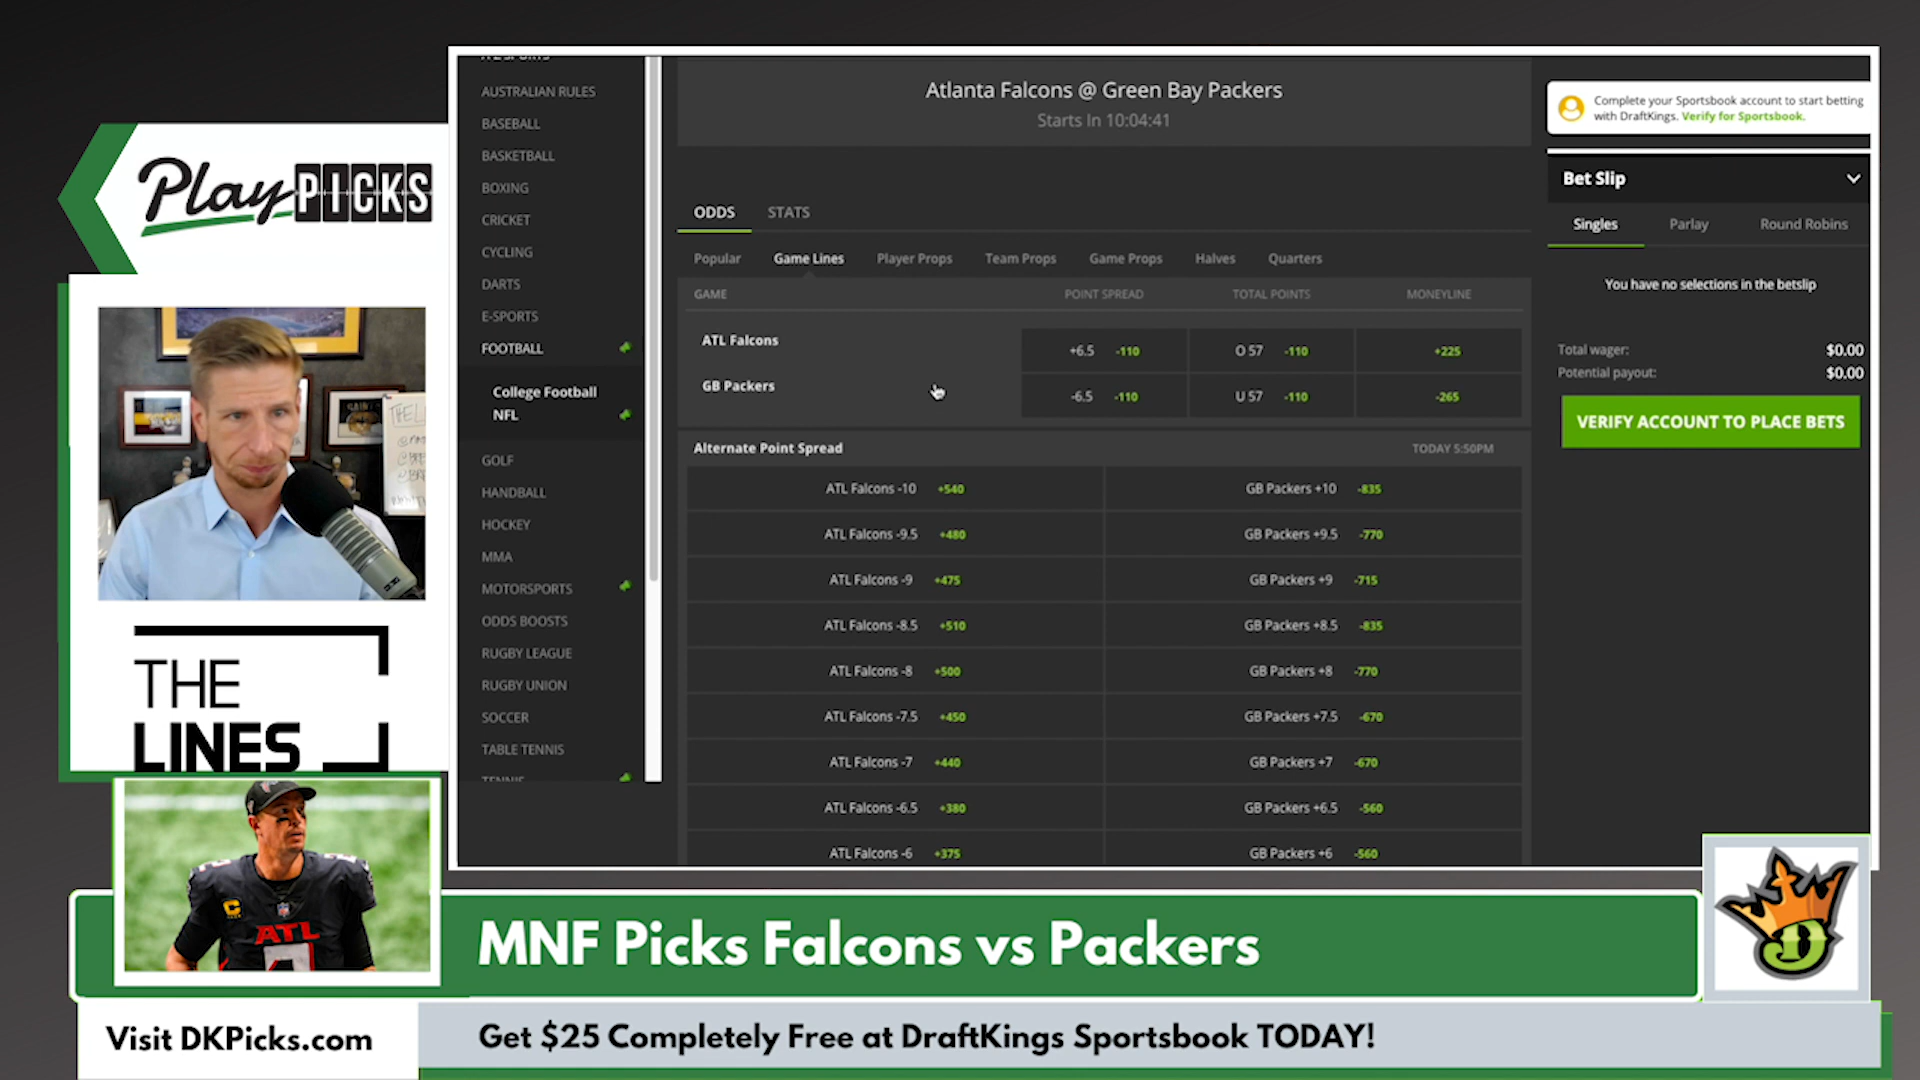 Play PICKS
THE
LINES
A-Z SPORTS
AUSTRALIAN RULES
BASEBALL
BASKETBALL
BOXING
CRICKET
CYCLING
DARTS
E-SPORTS
FOOTBALL
College Football
NFL
GOLF
HANDBALL
HOCKEY
MMA
MOTORSPORTS
ODDS BOOSTS
RUGBY LEAGUE
RUGBY UNION
SOCCER
TABLE TENNIS
TENNIS
Atlanta Falcons @ Green Bay Packers
Starts In 10:04:41
ODDS STATS
Popular Game Lines Player Props Team Props Game Props Halves Quarters
GAME POINT SPREAD TOTAL POINTS MONEYLINE
ATL Falcons +6.5 -110 O 57 -110 +225
GB Packers -6.5 -110 U 57 -110 -265
Alternate Point Spread TODAY 5:50PM
ATL Falcons -10 +540 GB Packers +10 -835
ATL Falcons -9.5 +480 GB Packers +9.5 -770
ATL Falcons -9 +475 GB Packers +9 -715
ATL Falcons -8.5 +510 GB Packers +8.5 -835
ATL Falcons -8 +500 GB Packers +8 -770
ATL Falcons -7.5 +450 GB Packers +7.5 -670
ATL Falcons -7 +440 GB Packers +7 -670
ATL Falcons -6.5 +380 GB Packers +6.5 -560
ATL Falcons -6 +375 GB Packers +6 -560
Complete your Sportsbook account to start betting
with DraftKings. Verify for Sportsbook.
Bet Slip
Singles Parlay Round Robins
You have no selections in the betslip
Total wager: $0.00
Potential payout: $0.00
VERIFY ACCOUNT TO PLACE BETS
ATL
MNF Picks Falcons vs Packers
D
Visit DKPicks.com
Get $25 Completely Free at DraftKings Sportsbook TODAY!